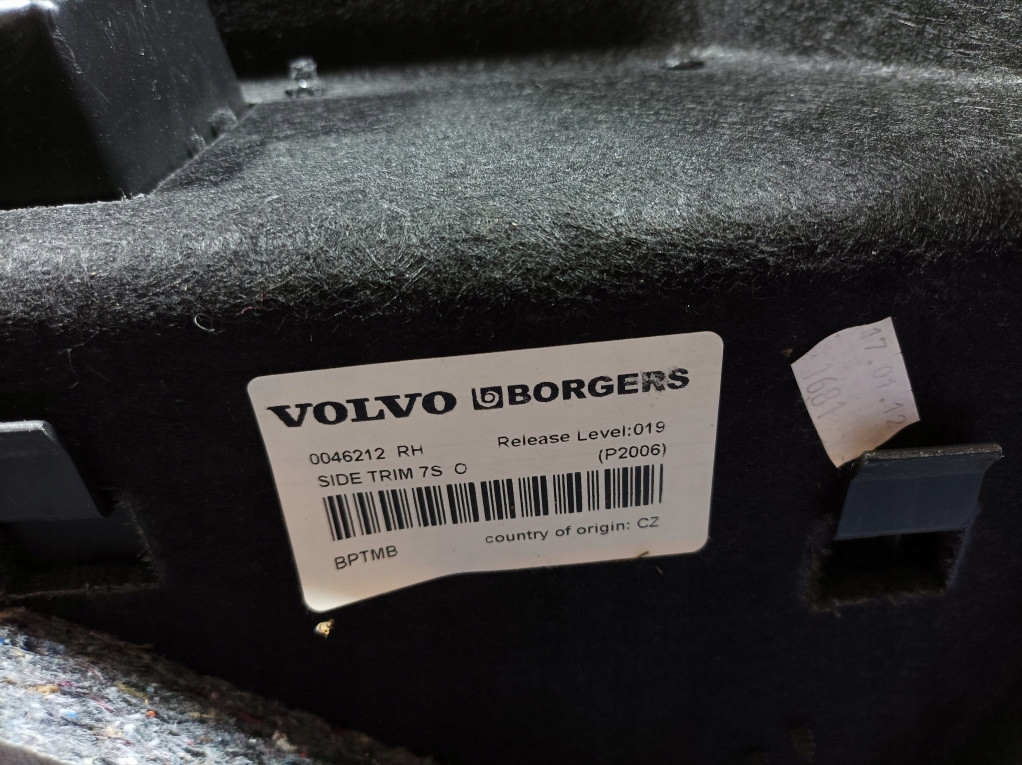 VOLVO BORGERS
0046212 RH
Release Level:019
SIDE TRIM 7S O
(P2006)
BPTMB
country of origin: CZ
17.01.12
1681